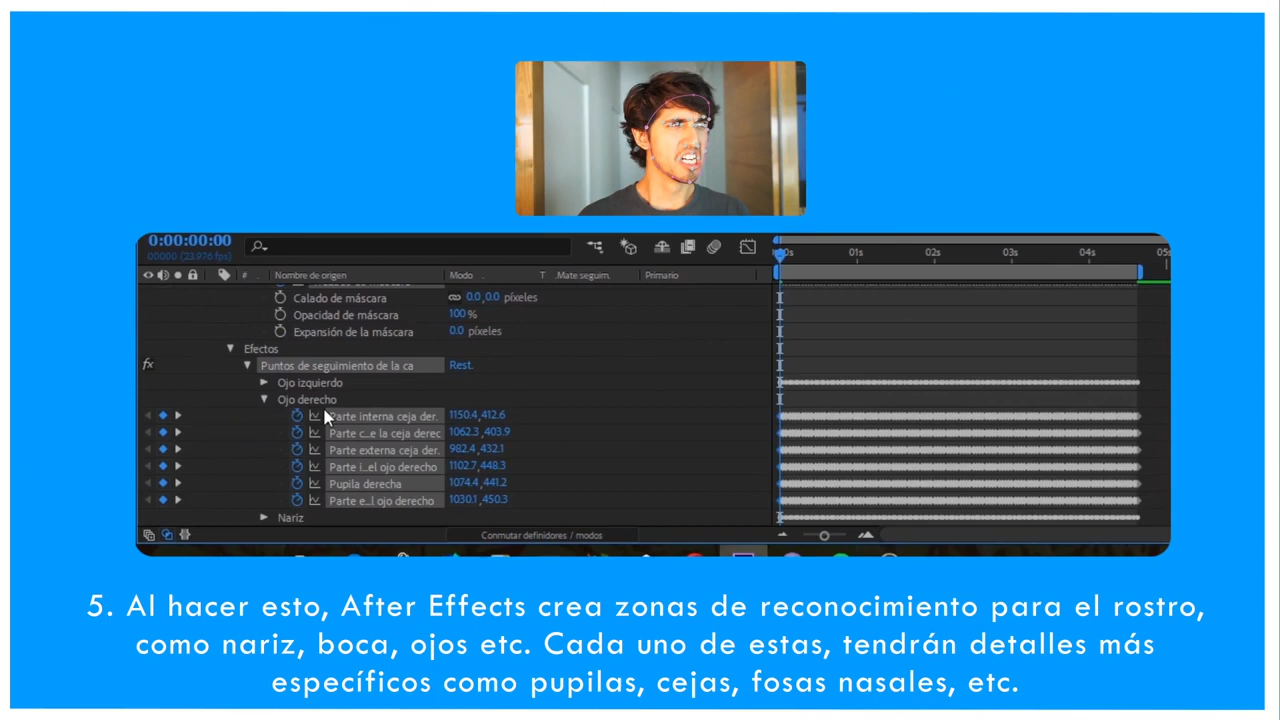 0:00:00:00
00000 (23.976 fps)
# Nombre de origen Modo T .Mate seguim. Primario
00s 01s 02s 03s 04s 05s
Calado de máscara 0.0,0.0 píxeles
Opacidad de máscara 100 %
Expansión de la máscara 0.0 píxeles
Efectos
fx Puntos de seguimiento de la ca Rest.
Ojo izquierdo
Ojo derecho
Parte interna ceja der. 1150.4,412.6
Parte c...e la ceja derec 1062.3,403.9
Parte externa ceja der. 982.4,432.1
Parte i...el ojo derecho 1102.7,448.3
Pupila derecha 1074.4,441.2
Parte e...l ojo derecho 1030.1,450.3
Nariz
Conmutar definidores / modos
5. Al hacer esto, After Effects crea zonas de reconocimiento para el rostro,
como nariz, boca, ojos etc. Cada uno de estas, tendrán detalles más
específicos como pupilas, cejas, fosas nasales, etc.